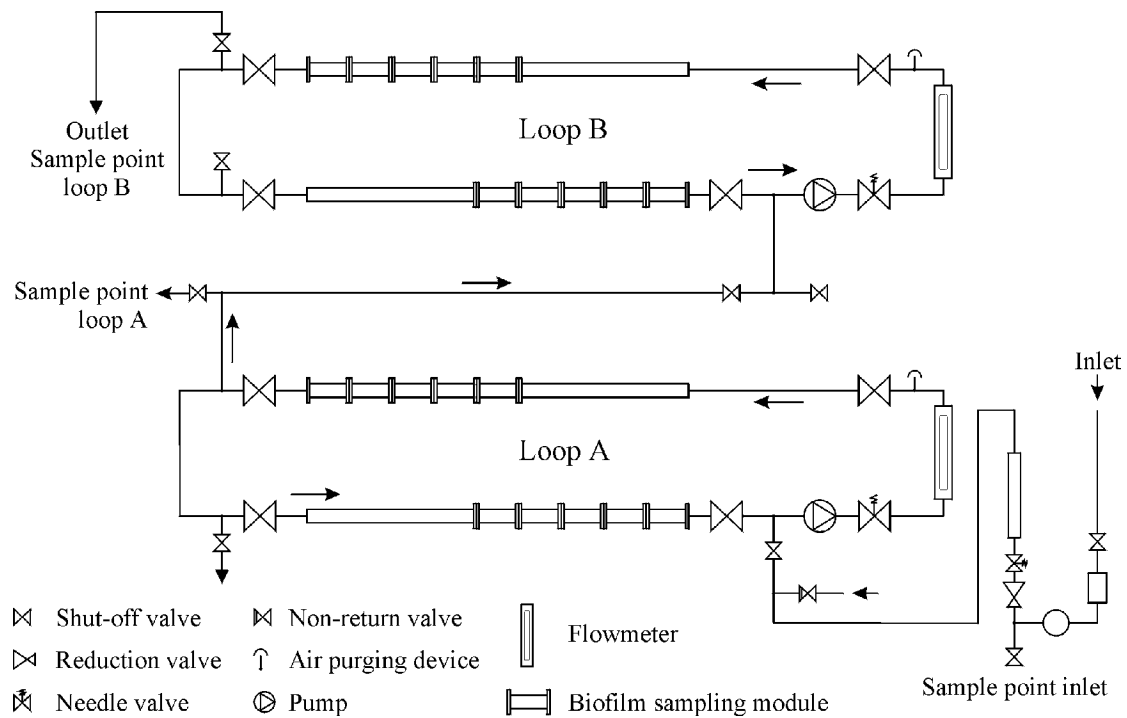 Outlet
Sample point
loop B
Loop B
Sample point
loop A
Inlet
Loop A
Shut-off valve
Non-return valve
Flowmeter
Reduction valve
Air purging device
Sample point inlet
Needle valve
Pump
Biofilm sampling module